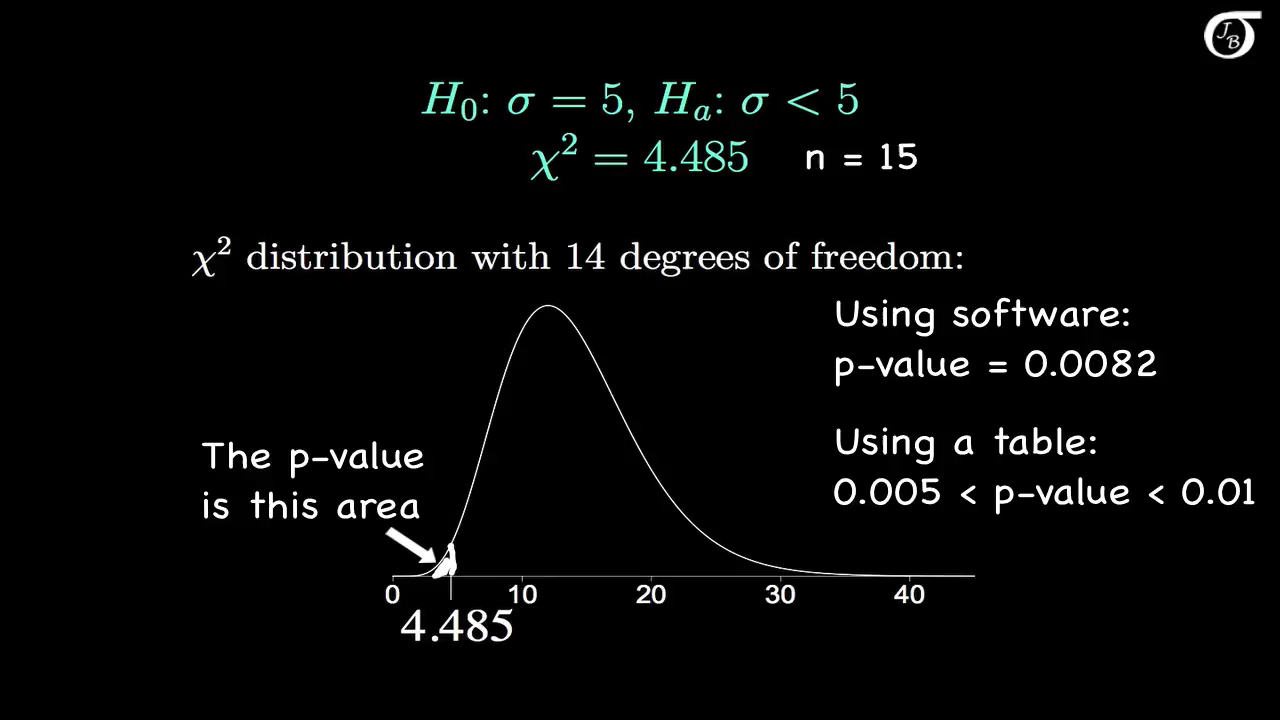 J
B
H₀: σ = 5, Hₐ: σ < 5
χ² = 4.485 n = 15
χ² distribution with 14 degrees of freedom:
Using software:
p-value = 0.0082
Using a table:
0.005 < p-value < 0.01
The p-value
is this area
0 10 20 30 40
4.485